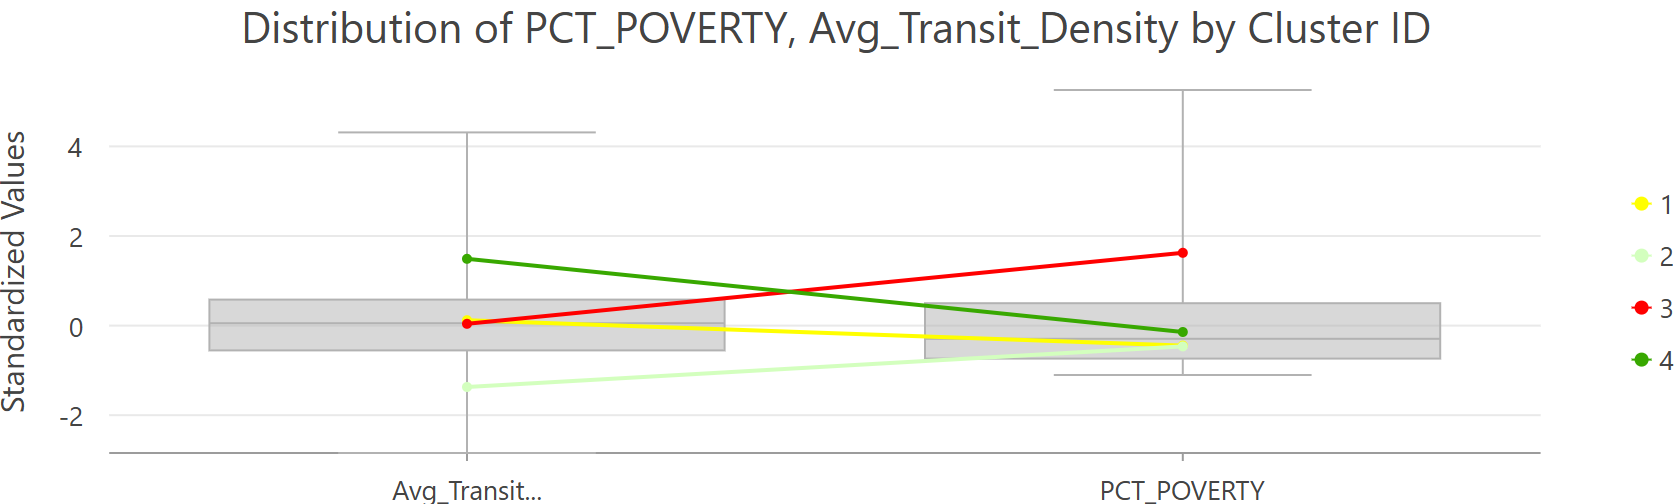 Distribution of PCT_POVERTY, Avg_Transit_Density by Cluster ID
Standardized Values
4
2
0
-2
Avg_Transit...
PCT_POVERTY
1
2
3
4